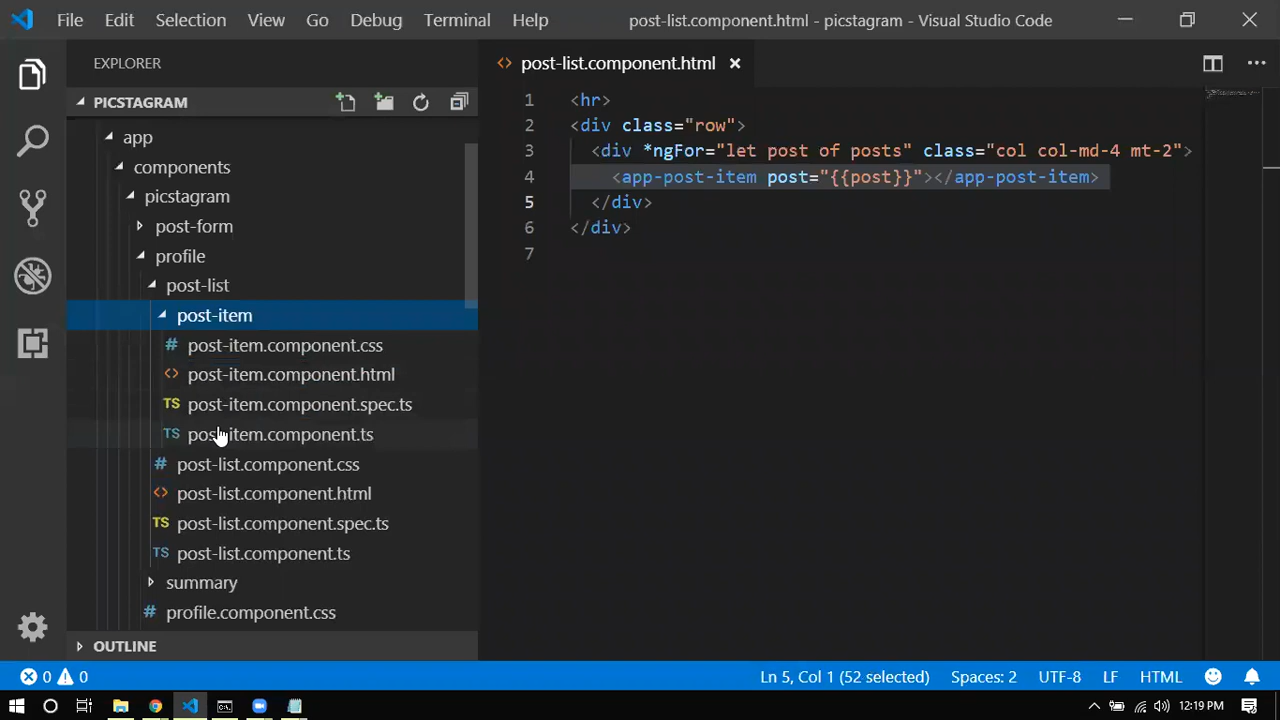 File Edit Selection View Go Debug Terminal Help post-list.component.html - picstagram - Visual Studio Code
EXPLORER
post-list.component.html
PICSTAGRAM
app
components
picstagram
post-form
profile
post-list
post-item
# post-item.component.css
<> post-item.component.html
TS post-item.component.spec.ts
TS post-item.component.ts
# post-list.component.css
<> post-list.component.html
TS post-list.component.spec.ts
TS post-list.component.ts
summary
# profile.component.css
OUTLINE
1 <hr>
2 <div class="row">
3 <div *ngFor="let post of posts" class="col col-md-4 mt-2">
4 <app-post-item post="{{post}}"></app-post-item>
5 </div>
6 </div>
7
0 0 Ln 5, Col 1 (52 selected) Spaces: 2 UTF-8 LF HTML
12:19 PM